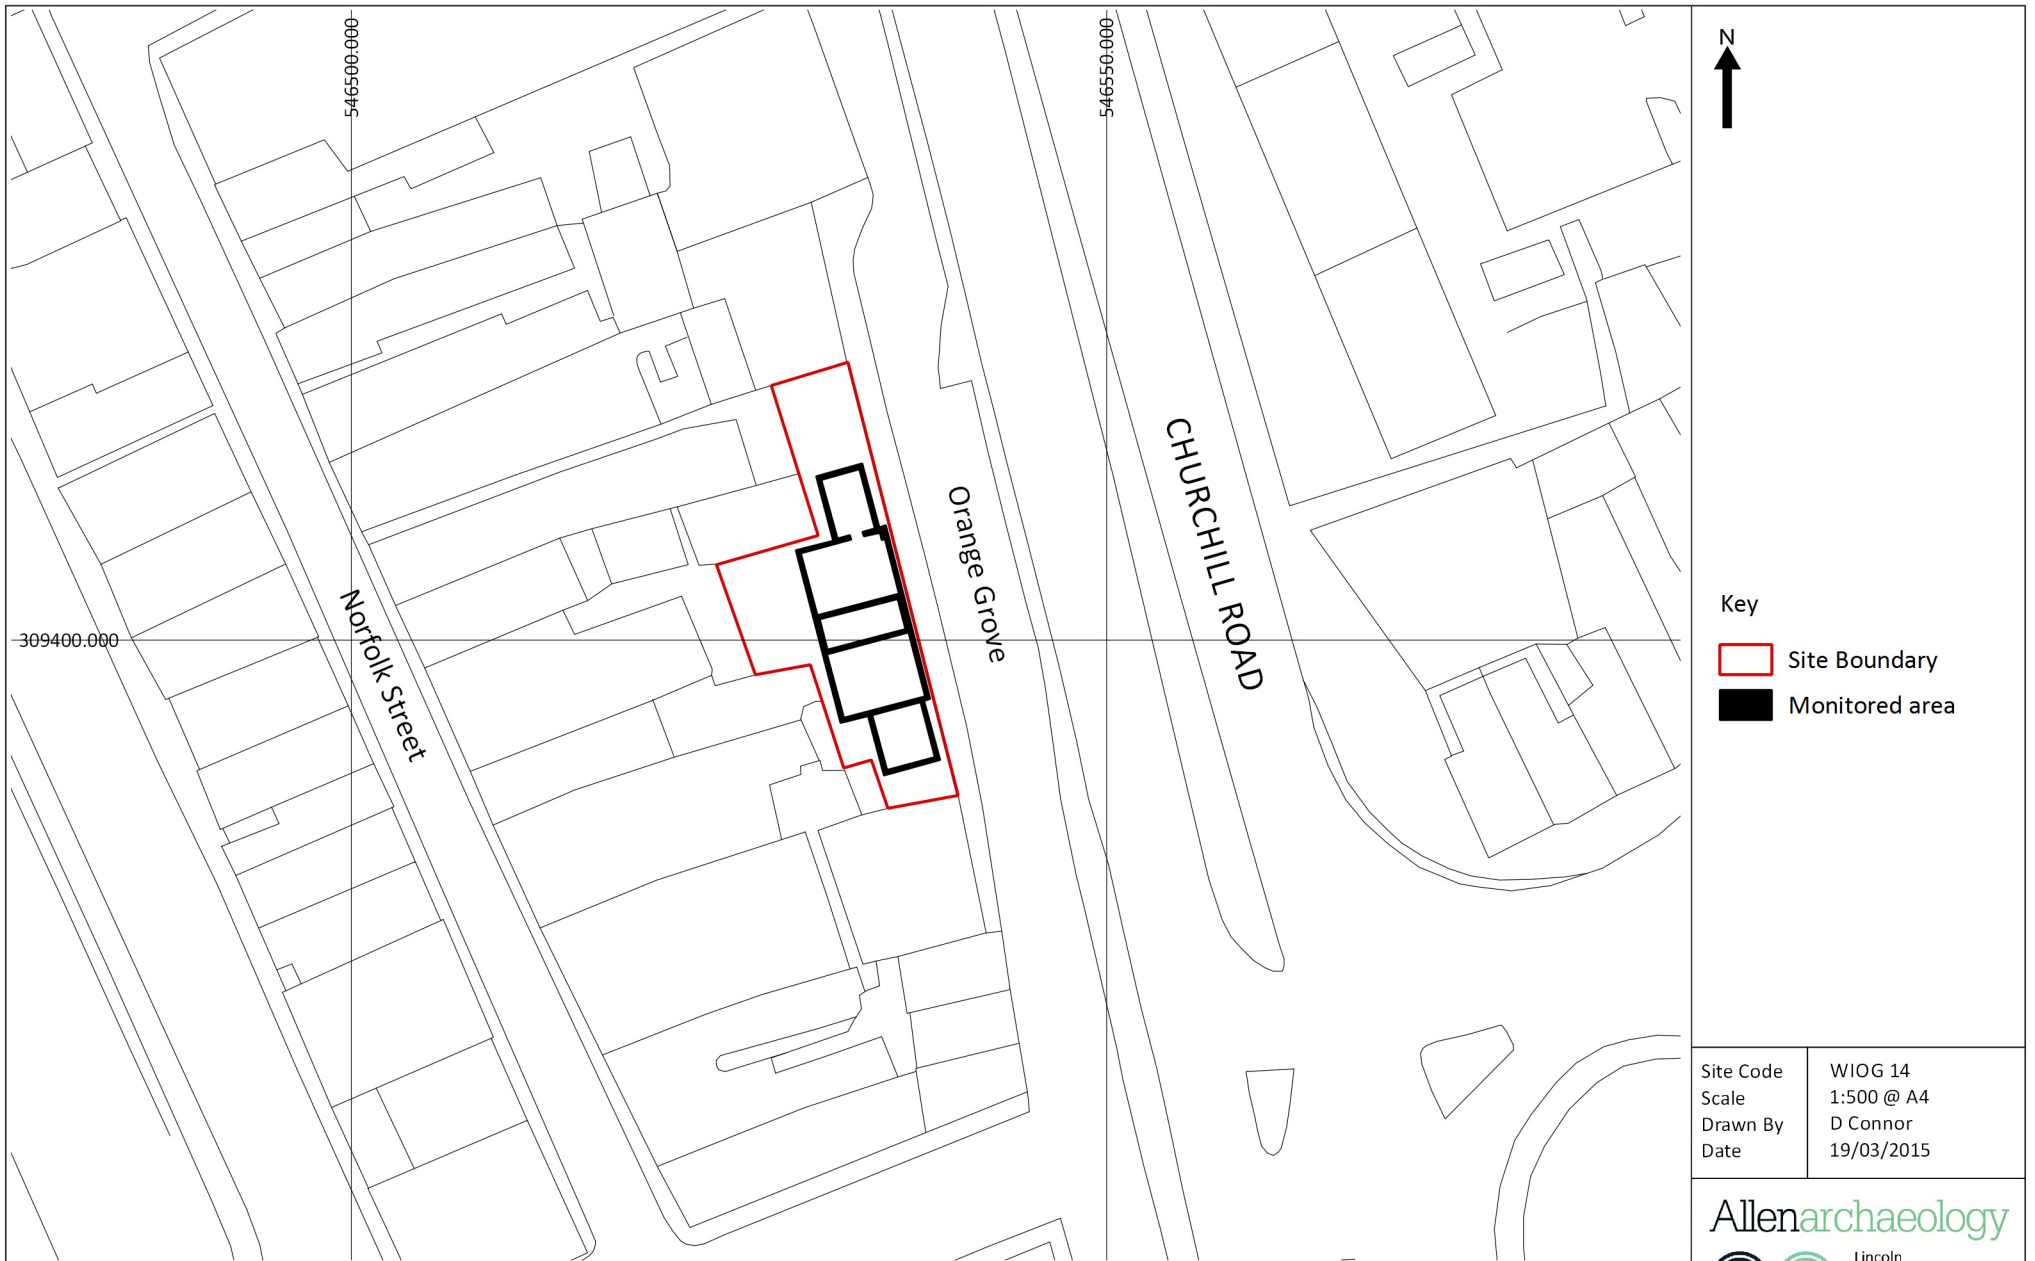 546500.000
546550.000
309400.000
Norfolk Street
Orange Grove
CHURCHILL ROAD
N
Key
Site Boundary
Monitored area
Site Code WIOG 14
Scale 1:500 @ A4
Drawn By D Connor
Date 19/03/2015
Allenarchaeology
Lincoln